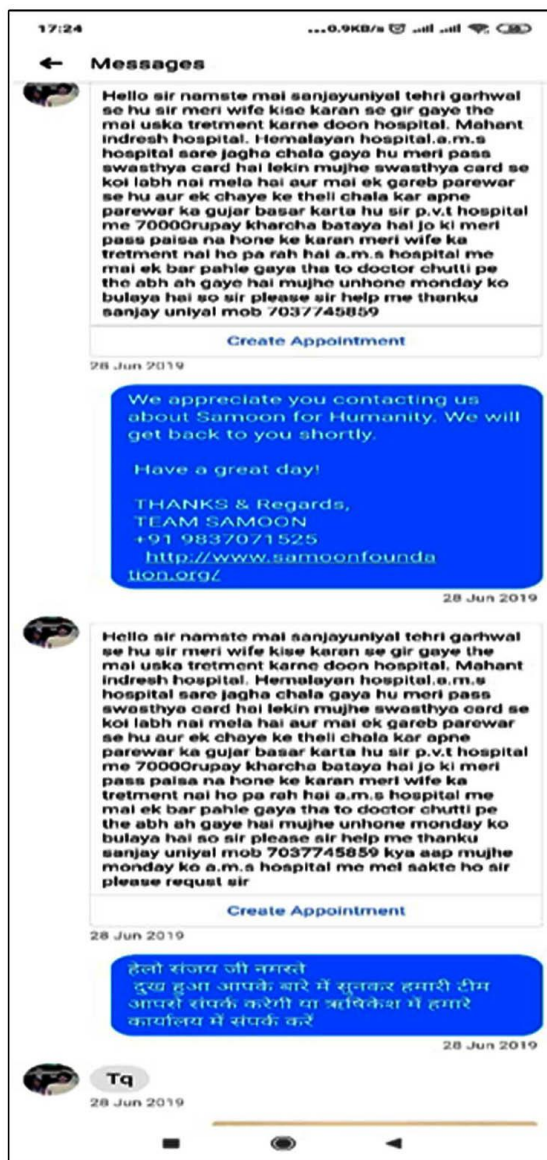 17:24
...0.9KB/s
Messages
Hello sir namste mai sanjayuniyal tehri garhwal
se hu sir meri wife kise karan se gir gaye the
mai uska tretment karne doon hospital. Mahant
indresh hospital. Hemalayan hospital.a.m.s
hospital sare jagha chala gaya hu meri pass
swasthya card hai lekin mujhe swasthya card se
koi labh nai mela hai aur mai ek gareb parewar
se hu aur ek chaye ke theli chala kar apne
parewar ka gujar basar karta hu sir p.v.t hospital
me 70000rupay kharcha bataya hai jo ki meri
pass paisa na hone ke karan meri wife ka
tretment nai ho pa rah hai a.m.s hospital me
mai ek bar pahle gaya tha to doctor chutti pe
the abh ah gaye hai mujhe unhone monday ko
bulaya hai so sir please sir help me thanku
sanjay uniyal mob 7037745859
Create Appointment
28 Jun 2019
We appreciate you contacting us
about Samoon for Humanity. We will
get back to you shortly.
Have a great day!
THANKS & Regards,
TEAM SAMOON
+91 9837071525
http://www.samoonfounda
tion.org/
28 Jun 2019
Hello sir namste mai sanjayuniyal tehri garhwal
se hu sir meri wife kise karan se gir gaye the
mai uska tretment karne doon hospital. Mahant
indresh hospital. Hemalayan hospital.a.m.s
hospital sare jagha chala gaya hu meri pass
swasthya card hai lekin mujhe swasthya card se
koi labh nai mela hai aur mai ek gareb parewar
se hu aur ek chaye ke theli chala kar apne
parewar ka gujar basar karta hu sir p.v.t hospital
me 70000rupay kharcha bataya hai jo ki meri
pass paisa na hone ke karan meri wife ka
tretment nai ho pa rah hai a.m.s hospital me
mai ek bar pahle gaya tha to doctor chutti pe
the abh ah gaye hai mujhe unhone monday ko
bulaya hai so sir please sir help me thanku
sanjay uniyal mob 7037745859 kya aap mujhe
monday ko a.m.s hospital me mel sakte ho sir
please requst sir
Create Appointment
28 Jun 2019
हेलो संजय जी नमस्ते
दुख हुआ आपके बारे में सुनकर हमारी टीम
आपसे संपर्क करेगी या ऋषिकेश में हमारे
कार्यालय में संपर्क करें
28 Jun 2019
Tq
28 Jun 2019